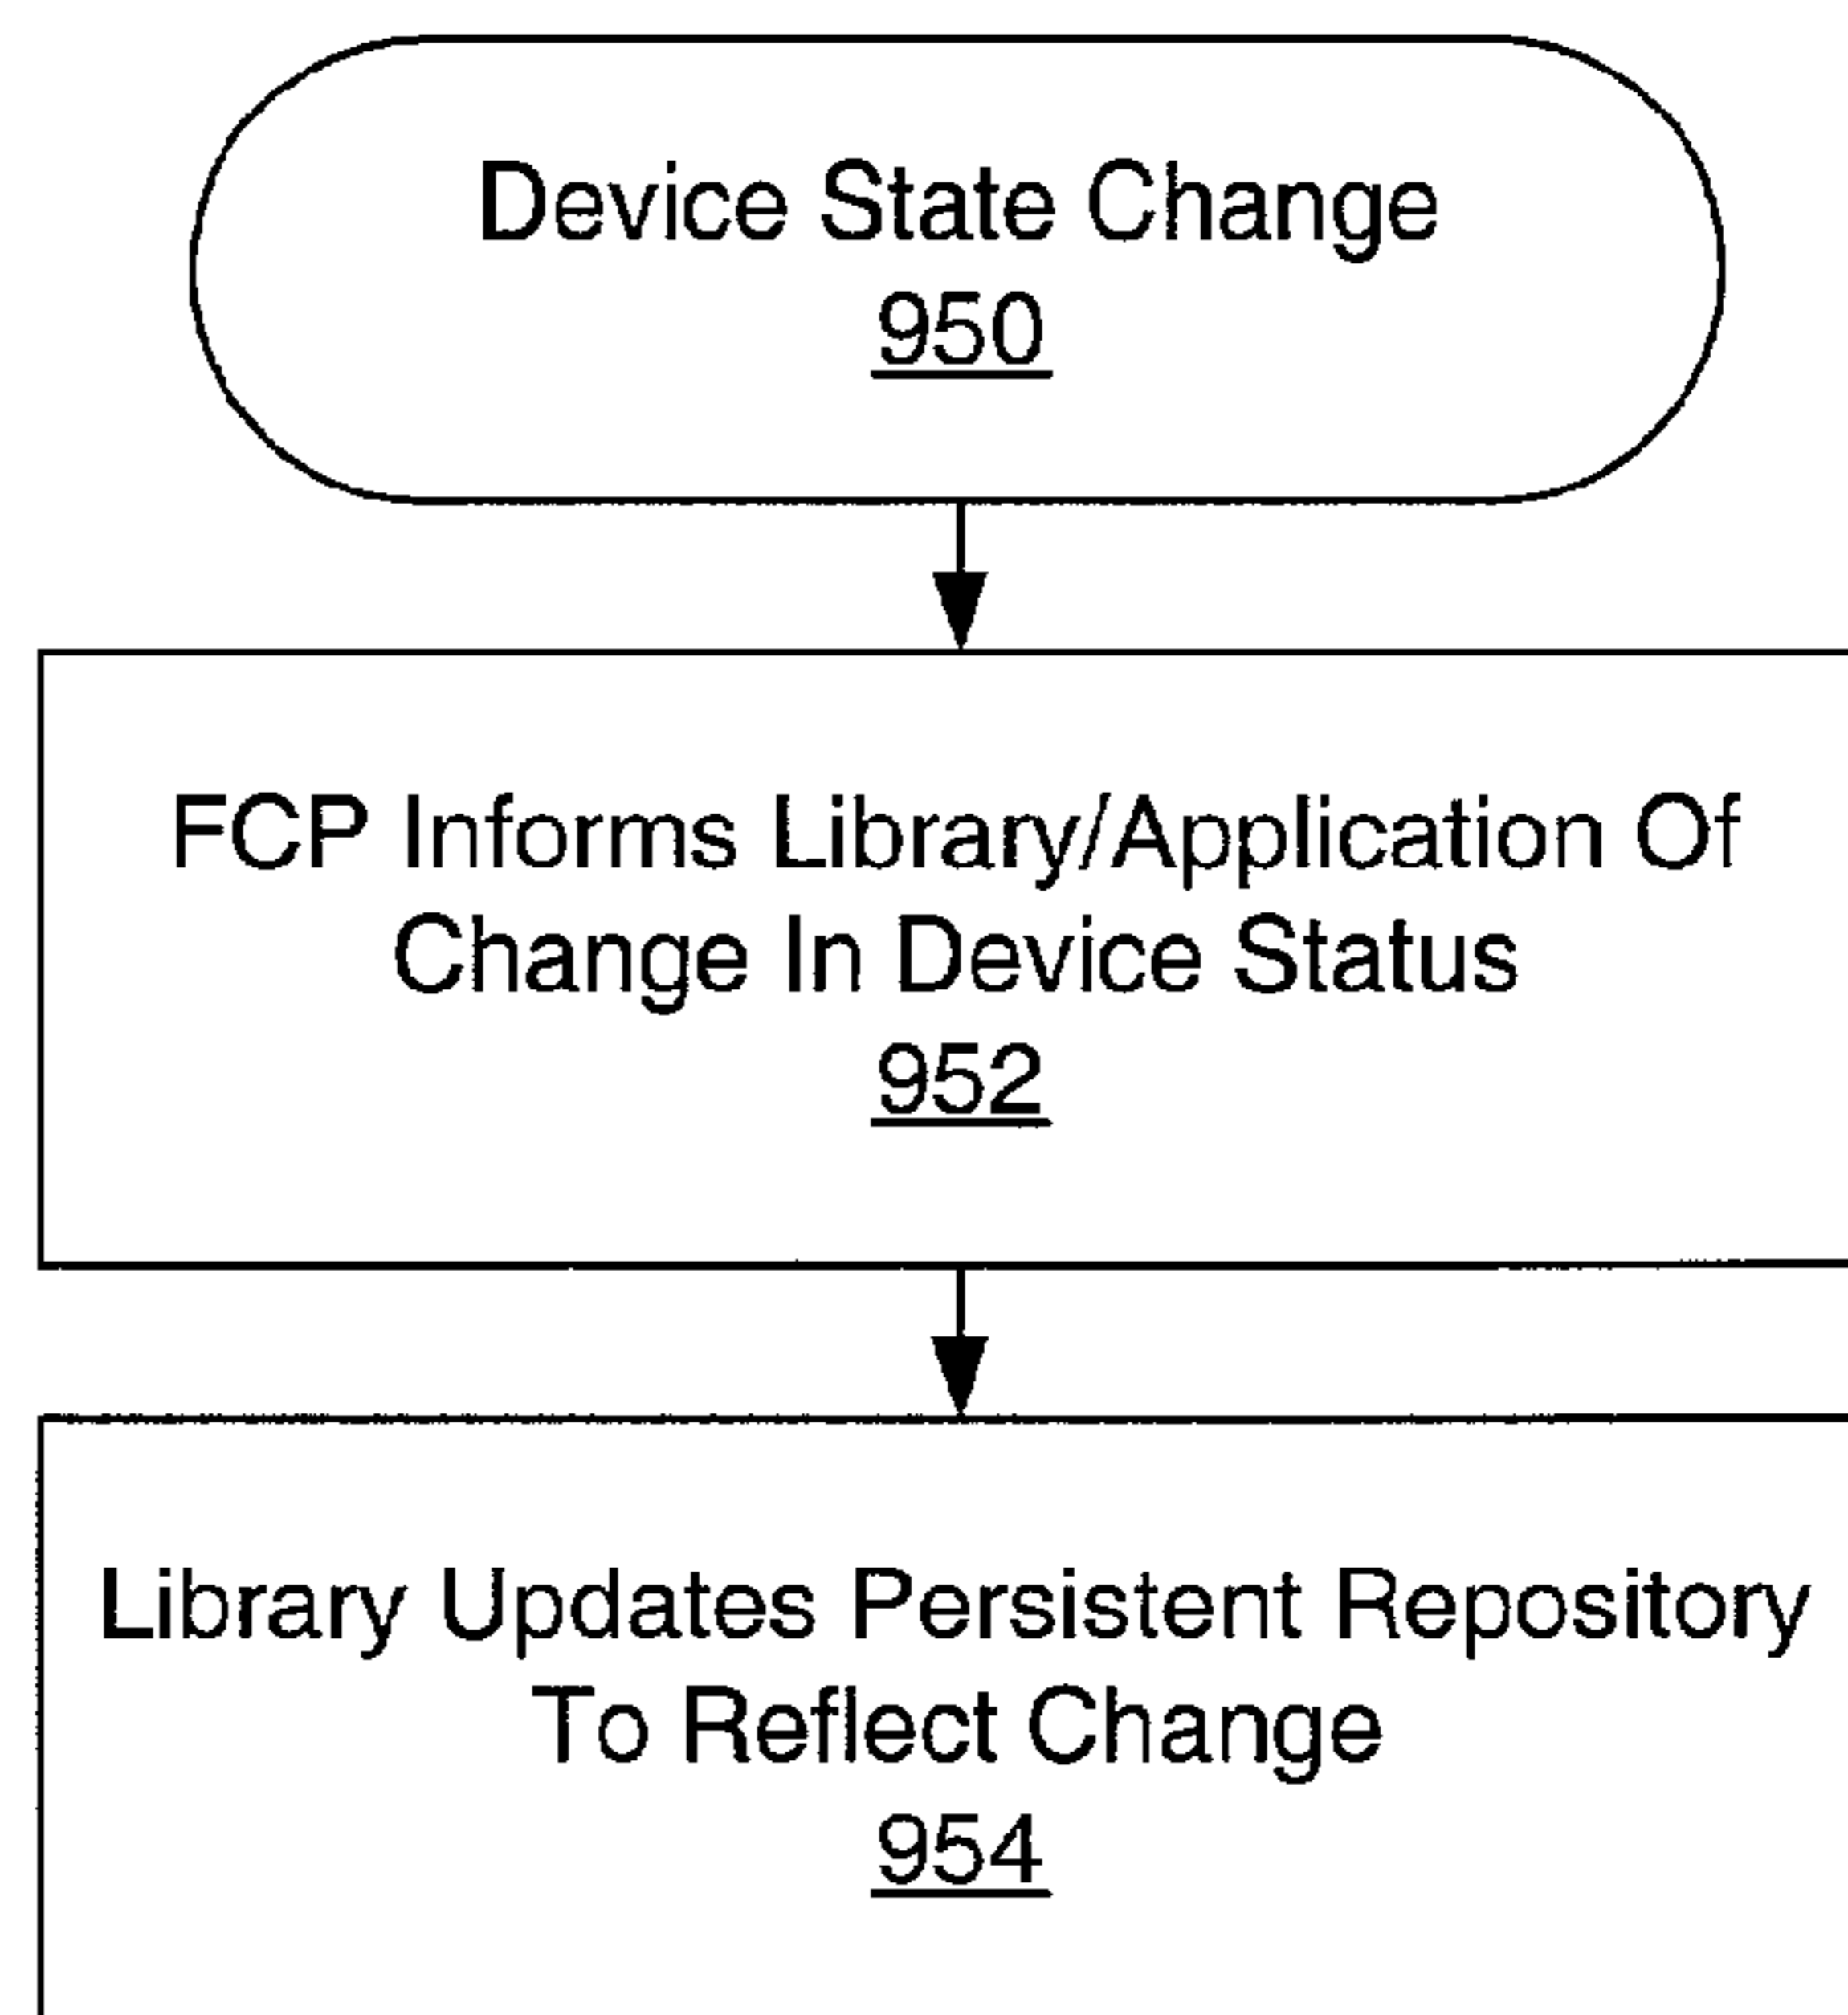 Device State Change
950
FCP Informs Library/Application Of
Change In Device Status
952
Library Updates Persistent Repository
To Reflect Change
954